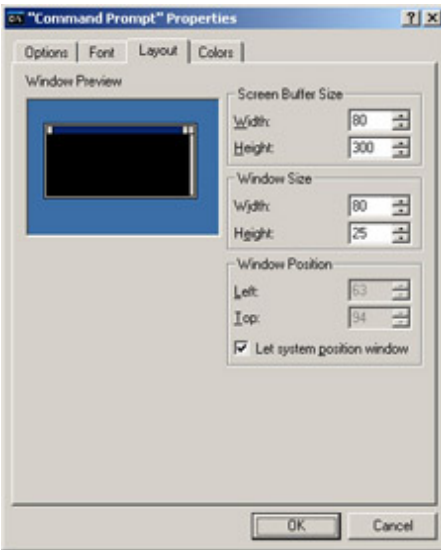 "Command Prompt" Properties
Options Font Layout Colors
Window Preview
Screen Buffer Size
Width: 80
Height: 300
Window Size
Width: 80
Height: 25
Window Position
Left: 63
Top: 94
Let system position window
OK Cancel